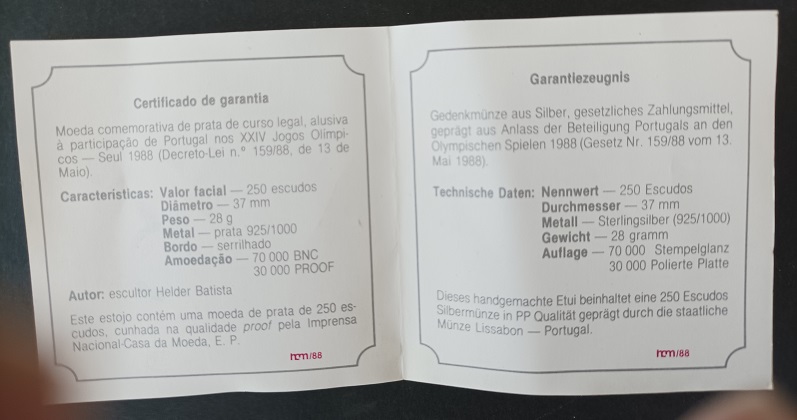 Certificado de garantia
Moeda comemorativa de prata de curso legal, alusiva
à participação de Portugal nos XXIV Jogos Olímpi-
cos — Seul 1988 (Decreto-Lei n.º 159/88, de 13 de
Maio).
Características: Valor facial — 250 escudos
Diâmetro — 37 mm
Peso — 28 g
Metal — prata 925/1000
Bordo — serrilhado
Amoedação — 70 000 BNC
30 000 PROOF
Autor: escultor Helder Batista
Este estojo contém uma moeda de prata de 250 es-
cudos, cunhada na qualidade proof pela Imprensa
Nacional-Casa da Moeda, E. P.
incm/88
Garantiezeugnis
Gedenkmünze aus Silber, gesetzliches Zahlungsmittel,
geprägt aus Anlass der Beteiligung Portugals an den
Olympischen Spielen 1988 (Gesetz Nr. 159/88 vom 13.
Mai 1988).
Technische Daten: Nennwert — 250 Escudos
Durchmesser — 37 mm
Metall — Sterlingsilber (925/1000)
Gewicht — 28 gramm
Auflage — 70 000 Stempelglanz
30 000 Polierte Platte
Dieses handgemachte Etui beinhaltet eine 250 Escudos
Silbermünze in PP Qualität geprägt durch die staatliche
Münze Lissabon — Portugal.
incm/88